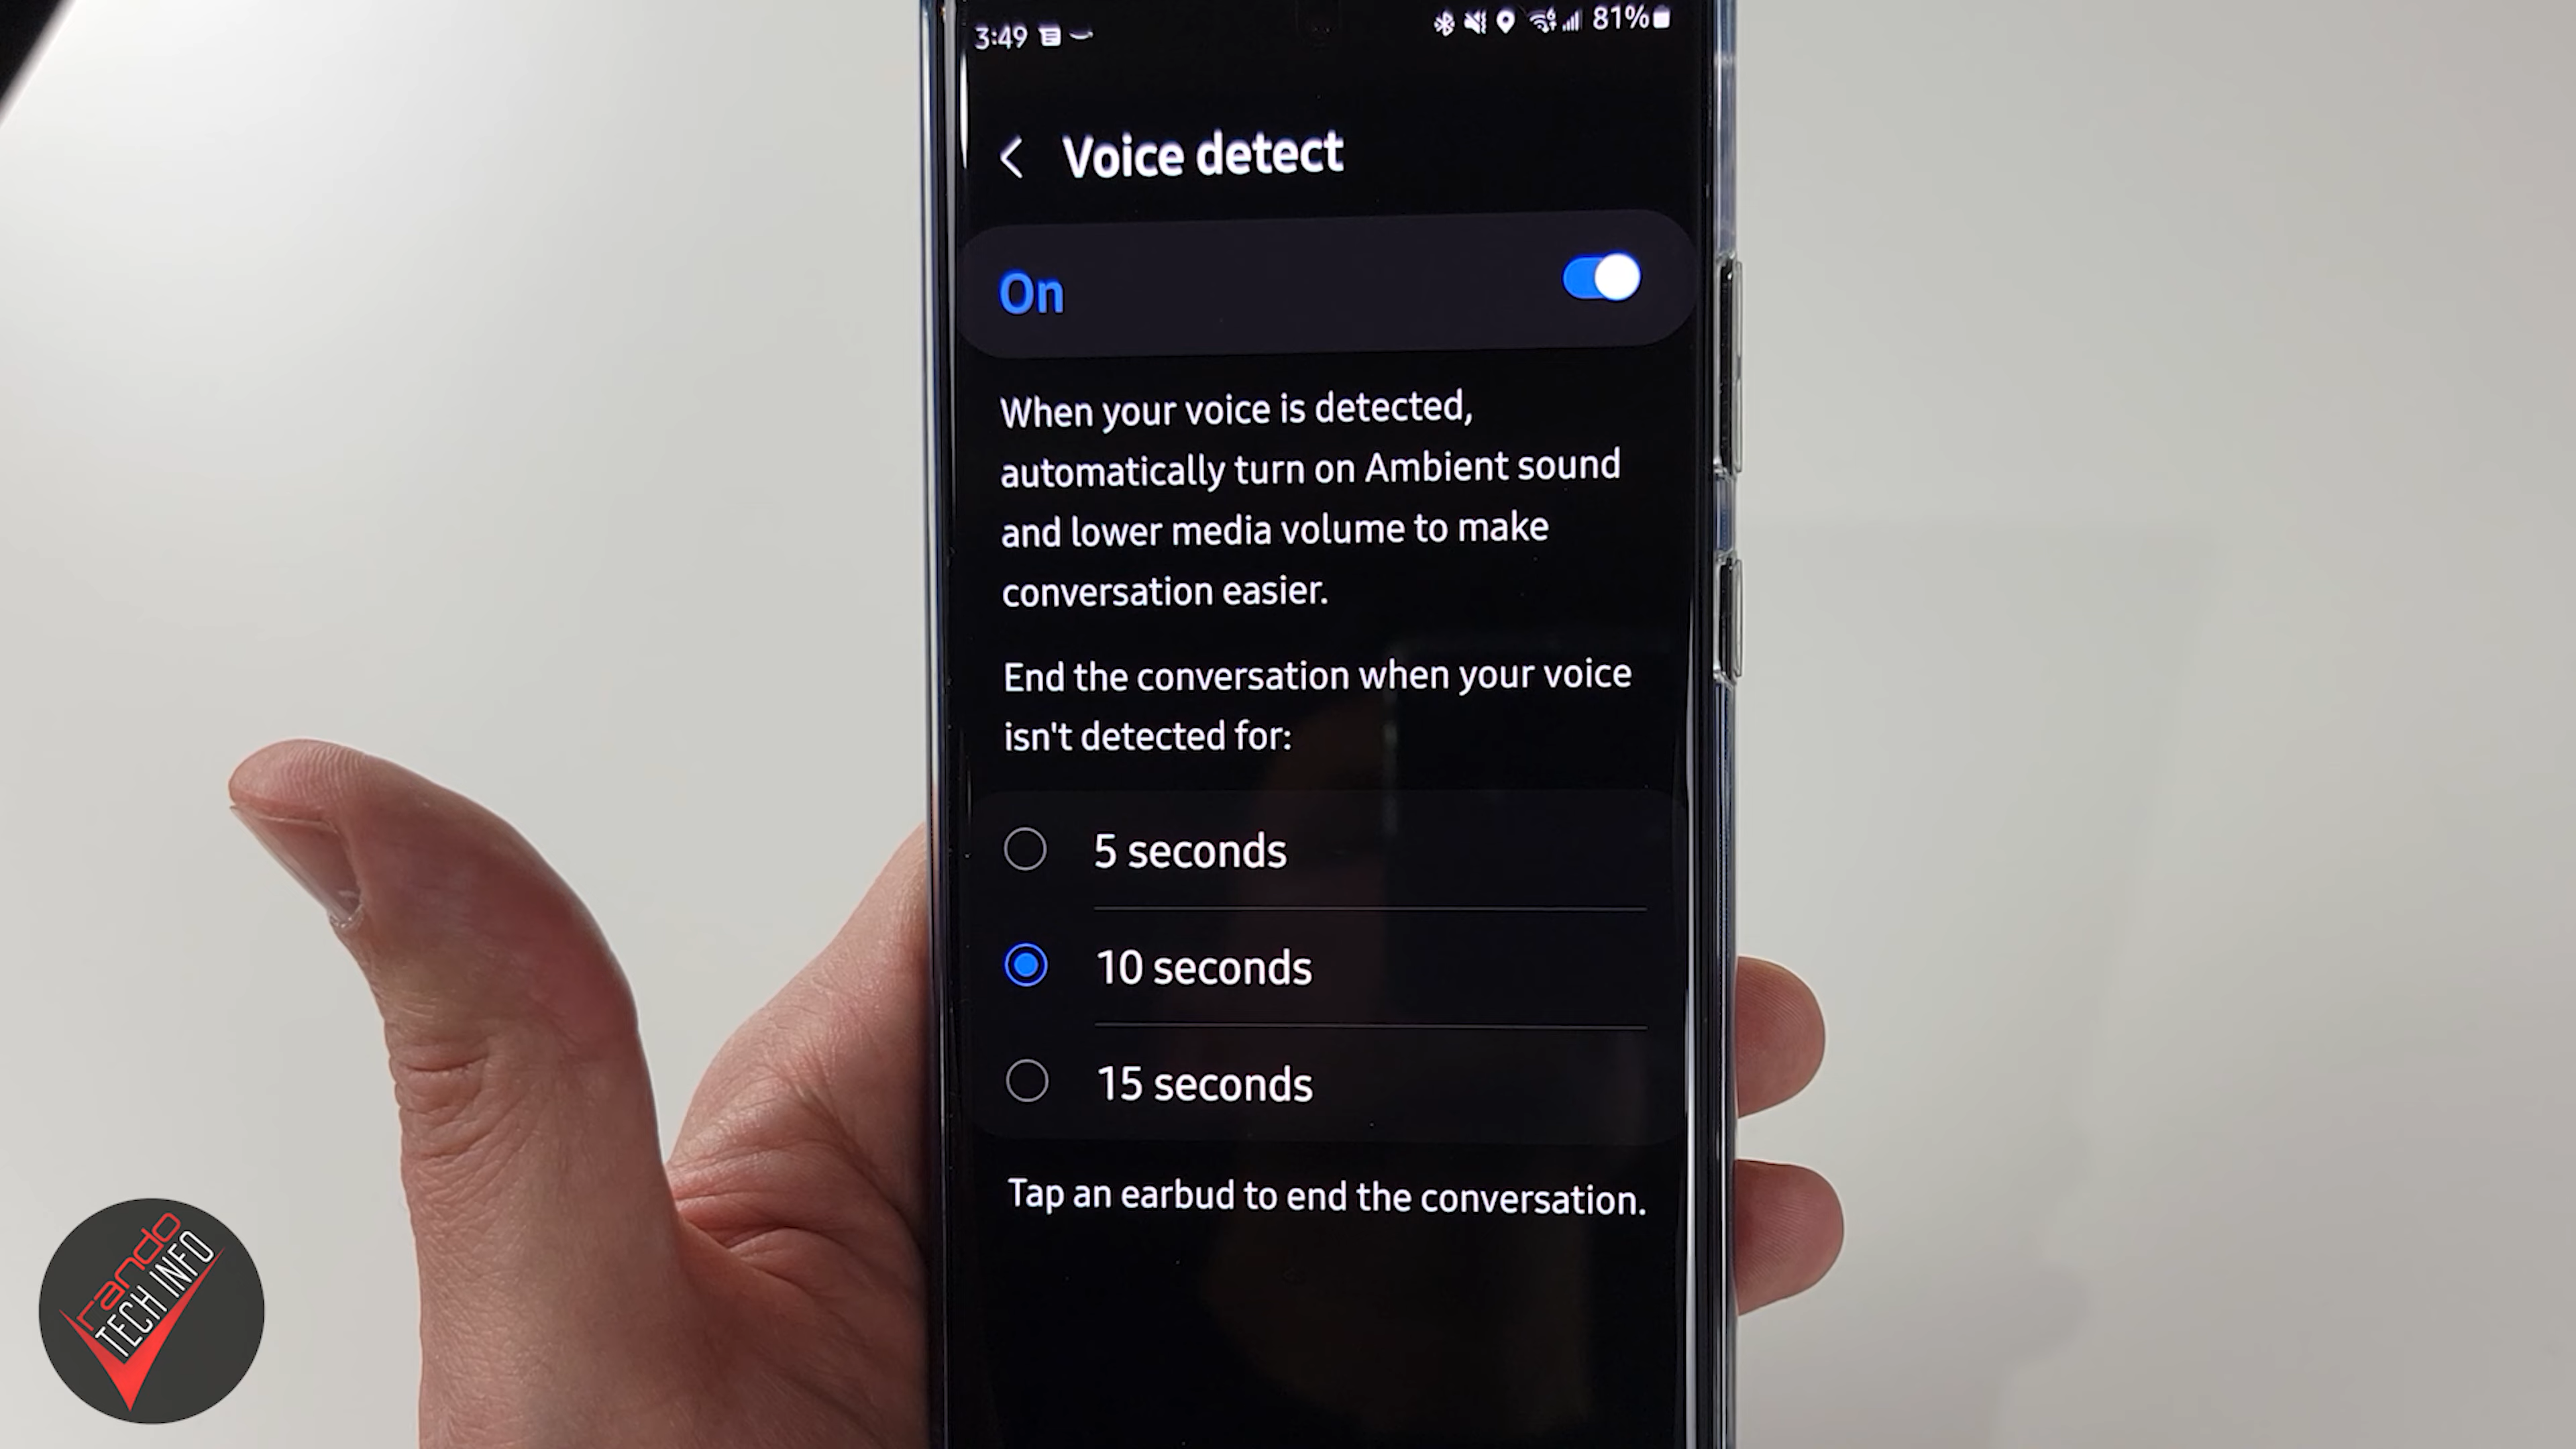 3:49
81%
Voice detect
On
When your voice is detected,
automatically turn on Ambient sound
and lower media volume to make
conversation easier.
End the conversation when your voice
isn't detected for:
5 seconds
10 seconds
15 seconds
Tap an earbud to end the conversation.
rando
TECH INFO